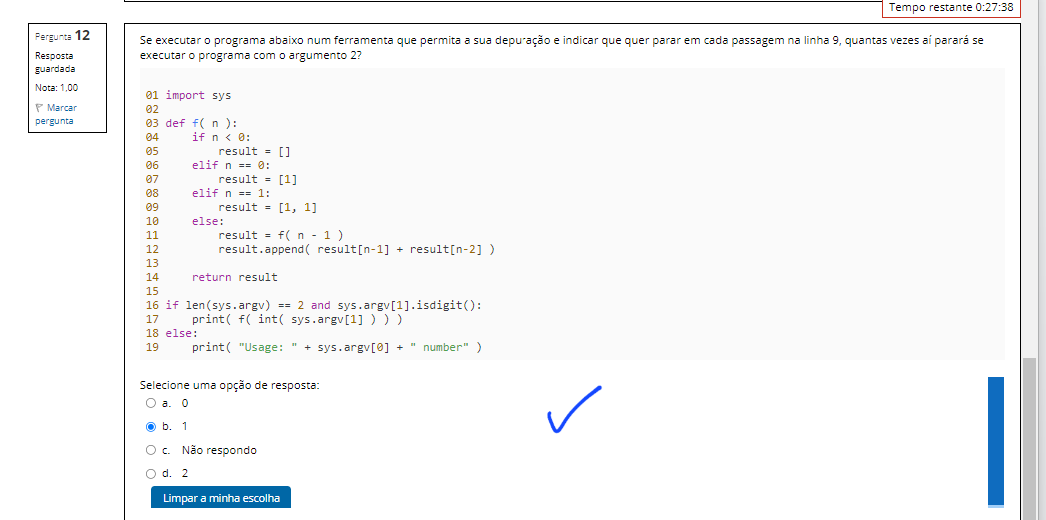 Tempo restante 0:27:38
Pergunta 12
Resposta
guardada
Nota: 1,00
Marcar
pergunta
Se executar o programa abaixo num ferramenta que permita a sua depuração e indicar que quer parar em cada passagem na linha 9, quantas vezes aí parará se
executar o programa com o argumento 2?
01 import sys
02
03 def f( n ):
04     if n < 0:
05         result = []
06     elif n == 0:
07         result = [1]
08     elif n == 1:
09         result = [1, 1]
10     else:
11         result = f( n - 1 )
12         result.append( result[n-1] + result[n-2] )
13
14     return result
15
16 if len(sys.argv) == 2 and sys.argv[1].isdigit():
17     print( f( int( sys.argv[1] ) ) )
18 else:
19     print( "Usage: " + sys.argv[0] + " number" )
Selecione uma opção de resposta:
a. 0
b. 1
c. Não respondo
d. 2
Limpar a minha escolha